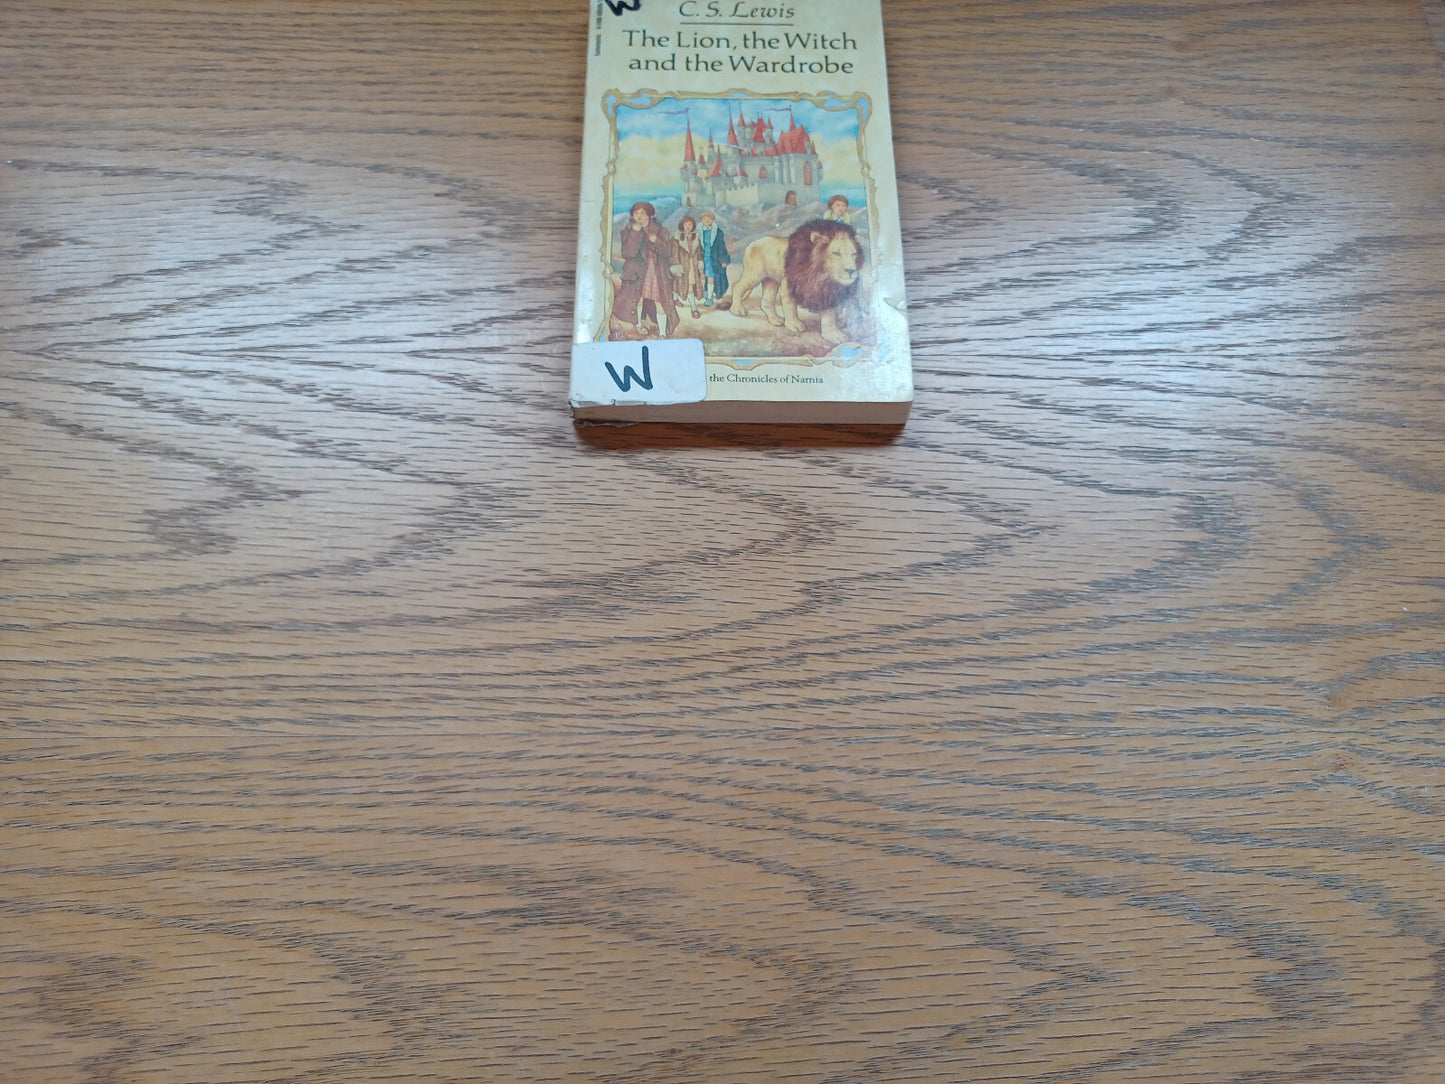 W
C. S. Lewis
The Lion, the Witch
and the Wardrobe
W
the Chronicles of Narnia